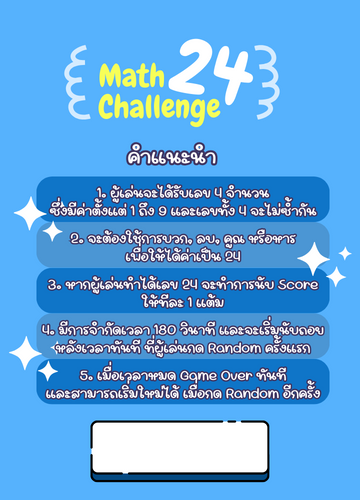 Math 24
Challenge
คำแนะนำ
1. ผู้เล่นจะได้รับเลข 4 จำนวน
ซึ่งมีค่าตั้งแต่ 1 ถึง 9 และเลขทั้ง 4 จะไม่ซ้ำกัน
2. จะต้องใช้การบวก, ลบ, คูณ หรือหาร
เพื่อให้ได้ค่าเป็น 24
3. หากผู้เล่นทำได้เลข 24 จะทำการนับ Score
ให้ทีละ 1 แต้ม
4. มีการจำกัดเวลา 180 วินาที และจะเริ่มนับถอย
หลังเวลาทันที ที่ผู้เล่นกด Random ครั้งแรก
5. เมื่อเวลาหมด Game Over ทันที
และสามารถเริ่มใหม่ได้ เมื่อกด Random อีกครั้ง